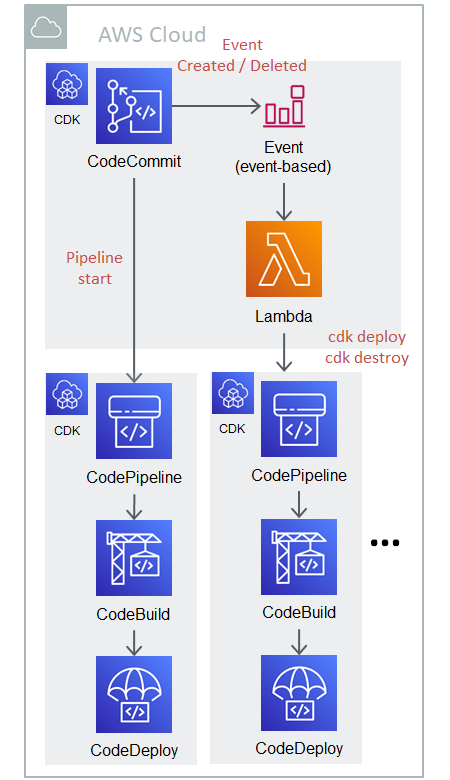 AWS Cloud
Event
Created / Deleted
CDK
CodeCommit
Event
(event-based)
Pipeline
start
Lambda
cdk deploy
cdk destroy
CDK
CodePipeline
CodeBuild
CodeDeploy
CDK
CodePipeline
CodeBuild
CodeDeploy
...